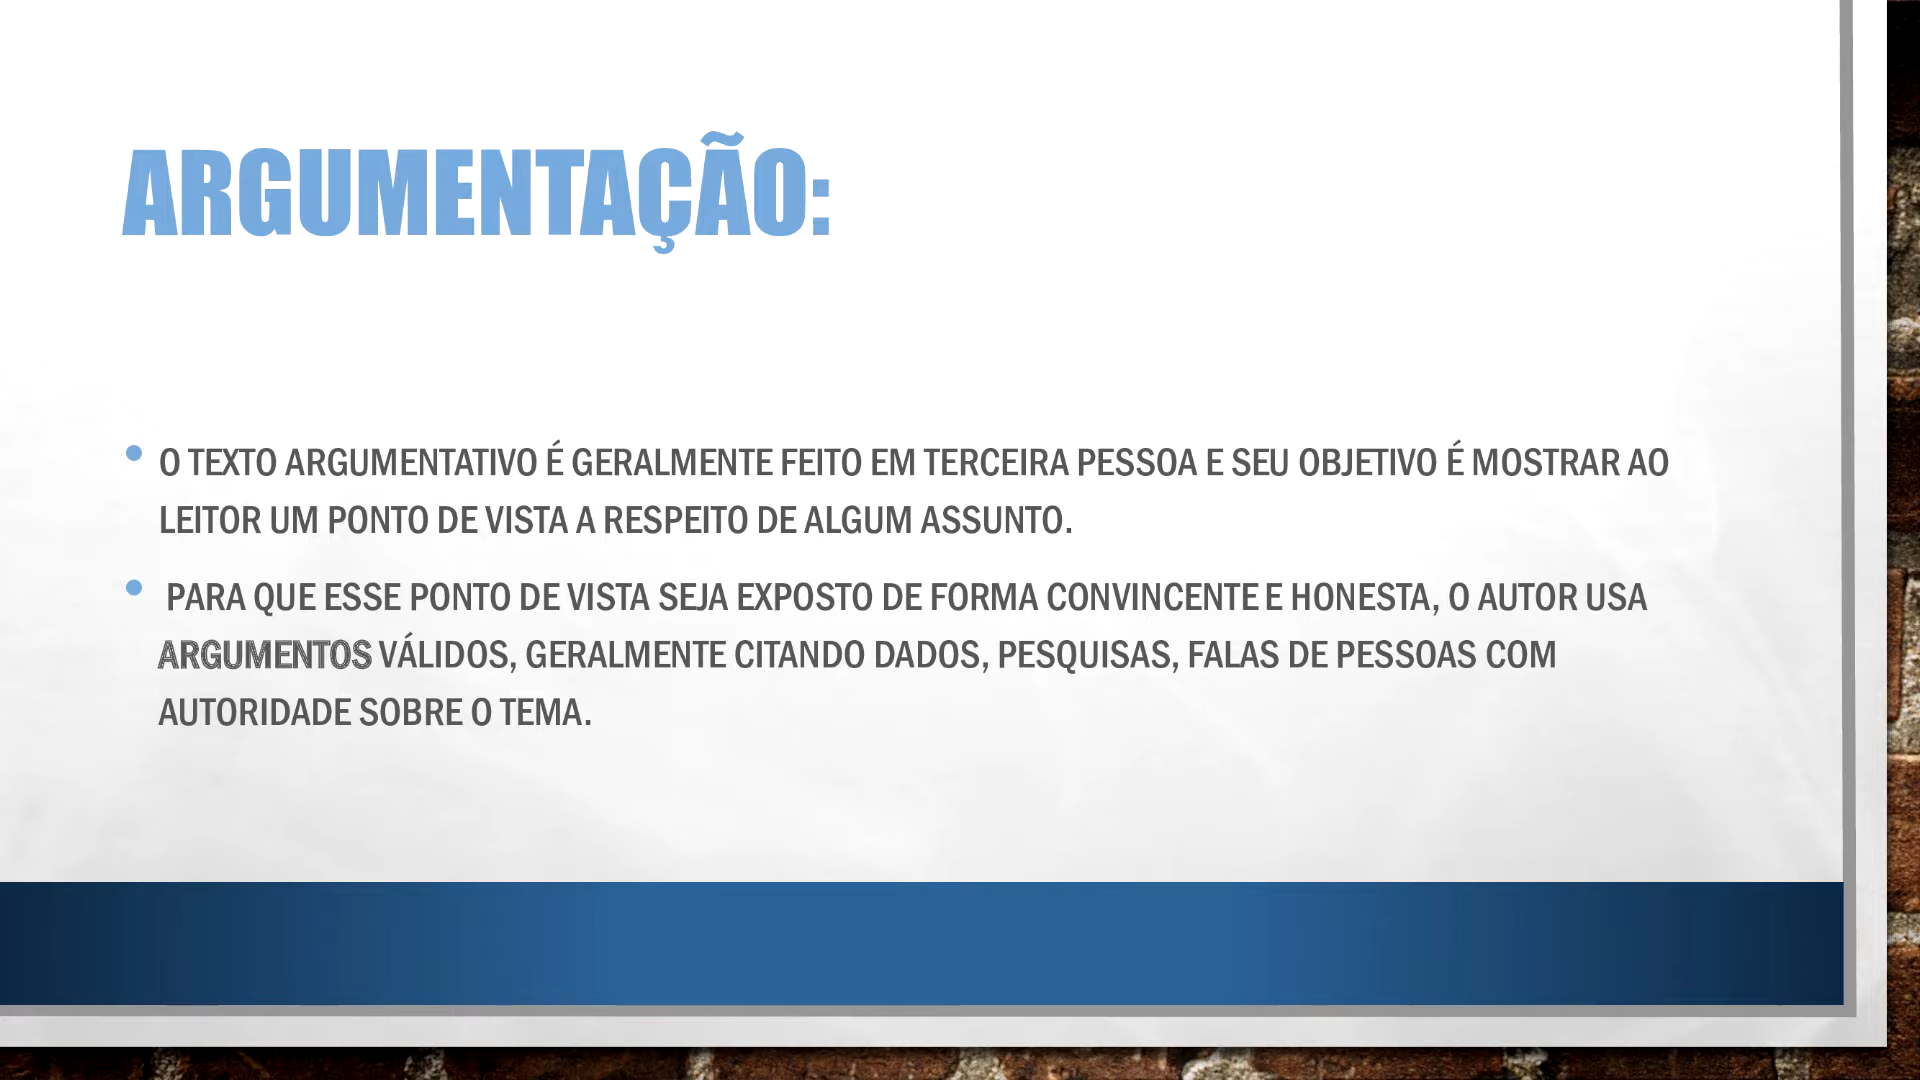 ARGUMENTAÇÃO:
• O TEXTO ARGUMENTATIVO É GERALMENTE FEITO EM TERCEIRA PESSOA E SEU OBJETIVO É MOSTRAR AO
LEITOR UM PONTO DE VISTA A RESPEITO DE ALGUM ASSUNTO.
• PARA QUE ESSE PONTO DE VISTA SEJA EXPOSTO DE FORMA CONVINCENTE E HONESTA, O AUTOR USA
ARGUMENTOS VÁLIDOS, GERALMENTE CITANDO DADOS, PESQUISAS, FALAS DE PESSOAS COM
AUTORIDADE SOBRE O TEMA.